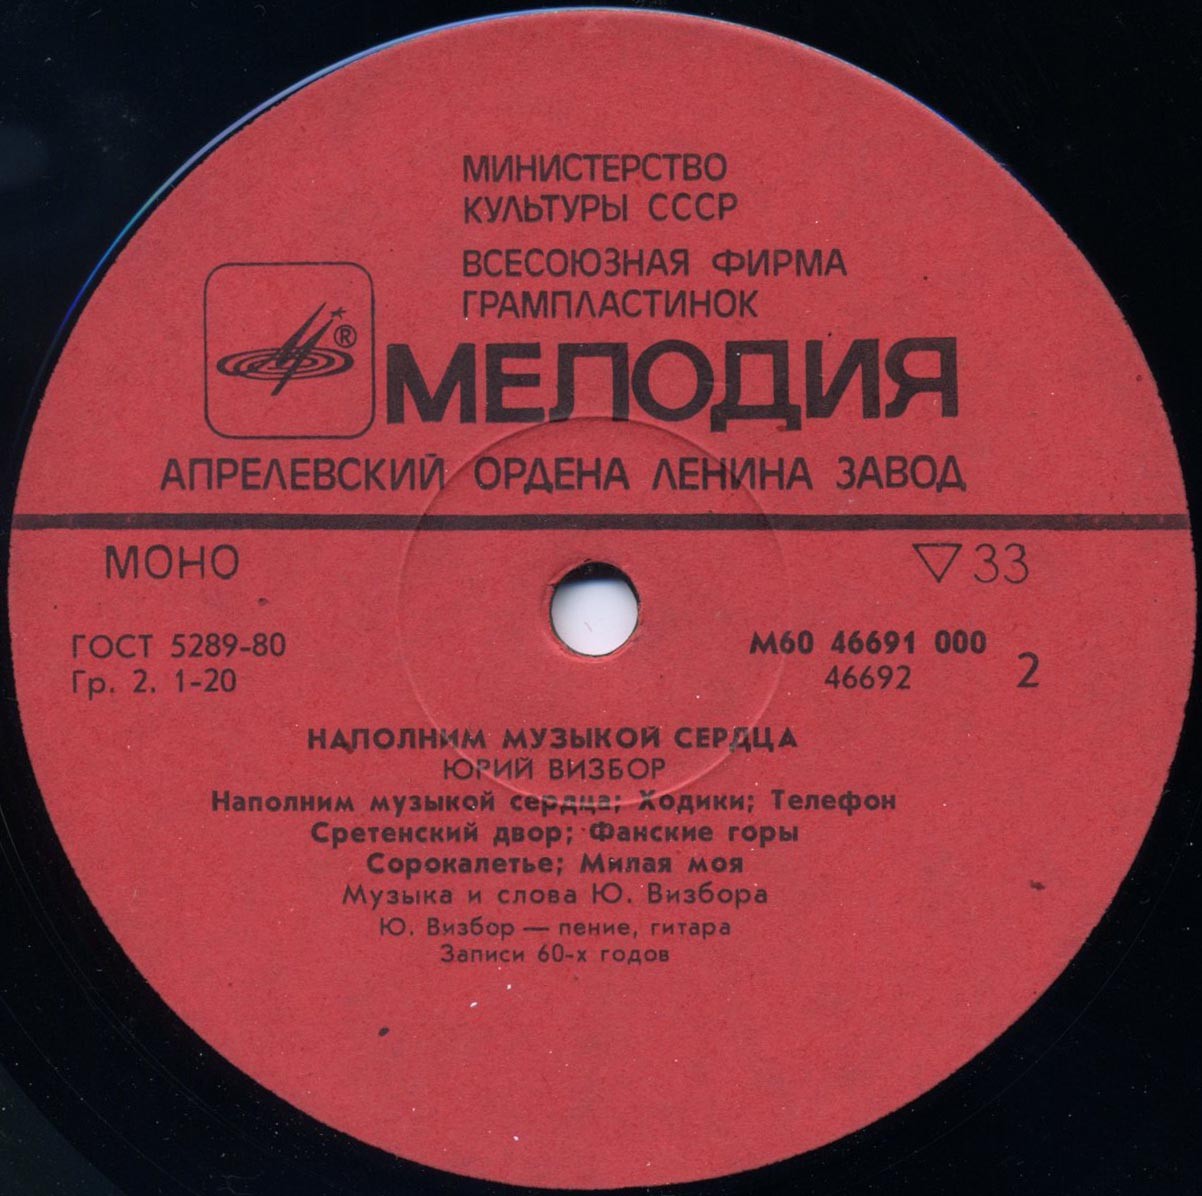 МИНИСТЕРСТВО
КУЛЬТУРЫ СССР
ВСЕСОЮЗНАЯ ФИРМА
ГРАМПЛАСТИНОК
®
МЕЛОДИЯ
АПРЕЛЕВСКИЙ ОРДЕНА ЛЕНИНА ЗАВОД
МОНО
▽33
ГОСТ 5289-80
Гр. 2. 1-20
М60 46691 000
46692
2
НАПОЛНИМ МУЗЫКОЙ СЕРДЦА
ЮРИЙ ВИЗБОР
Наполним музыкой сердца; Ходики; Телефон
Сретенский двор; Фанские горы
Сорокалетье; Милая моя
Музыка и слова Ю. Визбора
Ю. Визбор — пение, гитара
Записи 60-х годов